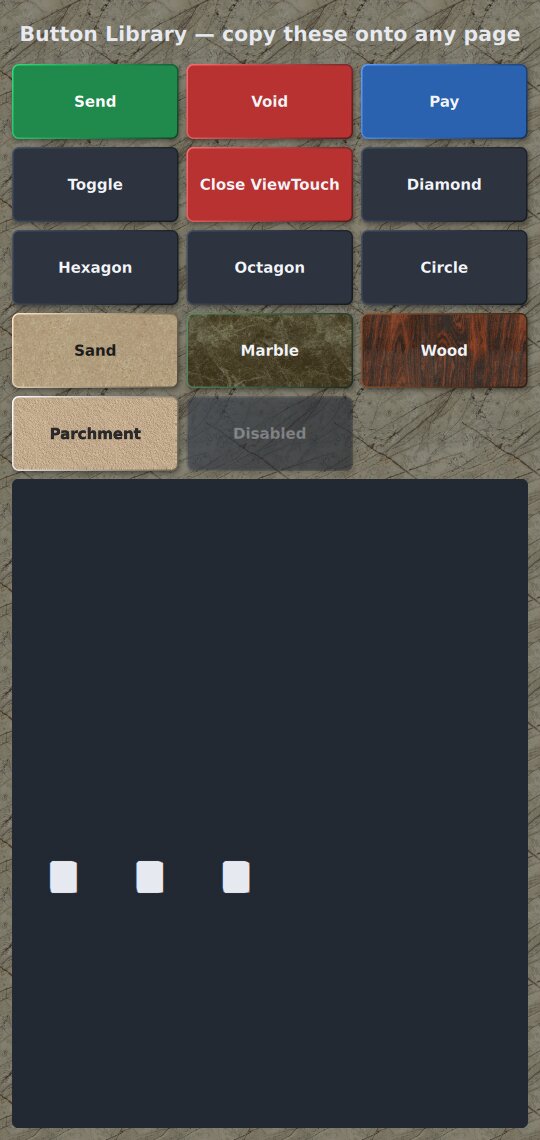 Button Library — copy these onto any page
Send
Void
Pay
Toggle
Close ViewTouch
Diamond
Hexagon
Octagon
Circle
Sand
Marble
Wood
Parchment
Disabled